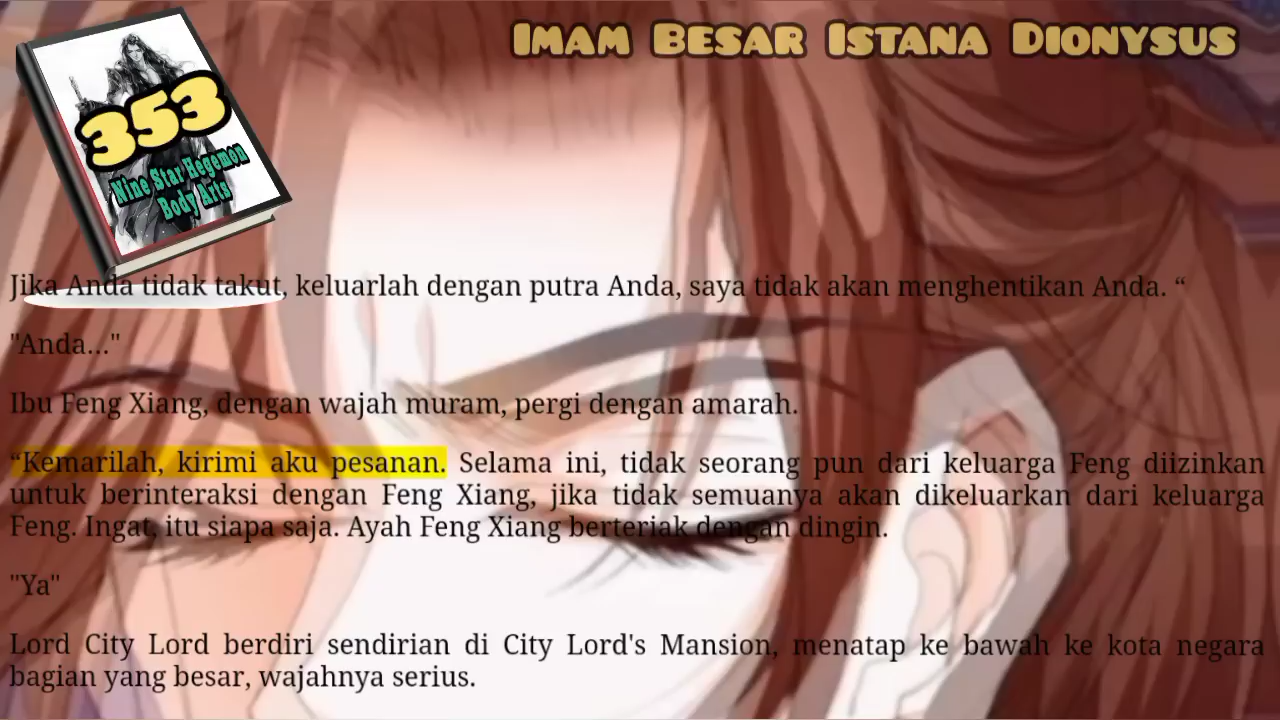 Imam Besar Istana Dionysus
353
Nine Star Hegemon
Body Arts
Jika Anda tidak takut, keluarlah dengan putra Anda, saya tidak akan menghentikan Anda. “
"Anda..."
Ibu Feng Xiang, dengan wajah muram, pergi dengan amarah.
“Kemarilah, kirimi aku pesanan. Selama ini, tidak seorang pun dari keluarga Feng diizinkan
untuk berinteraksi dengan Feng Xiang, jika tidak semuanya akan dikeluarkan dari keluarga
Feng. Ingat, itu siapa saja. Ayah Feng Xiang berteriak dengan dingin.
"Ya"
Lord City Lord berdiri sendirian di City Lord's Mansion, menatap ke bawah ke kota negara
bagian yang besar, wajahnya serius.